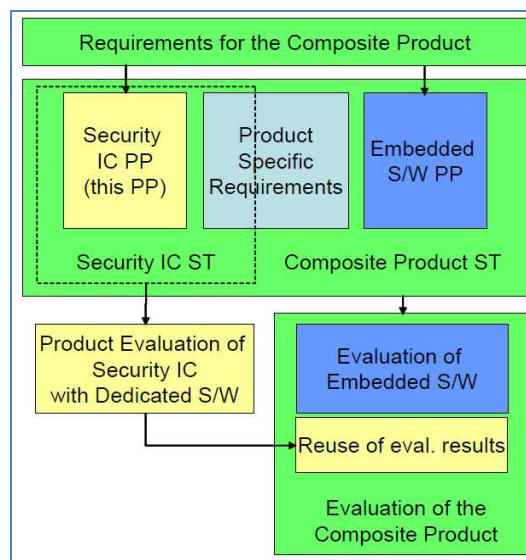 Requirements for the Composite Product
Security
IC PP
(this PP)
Product
Specific
Requirements
Embedded
S/W PP
Security IC ST
Composite Product ST
Product Evaluation of
Security IC
with Dedicated S/W
Evaluation of
Embedded S/W
Reuse of eval. results
Evaluation of the
Composite Product